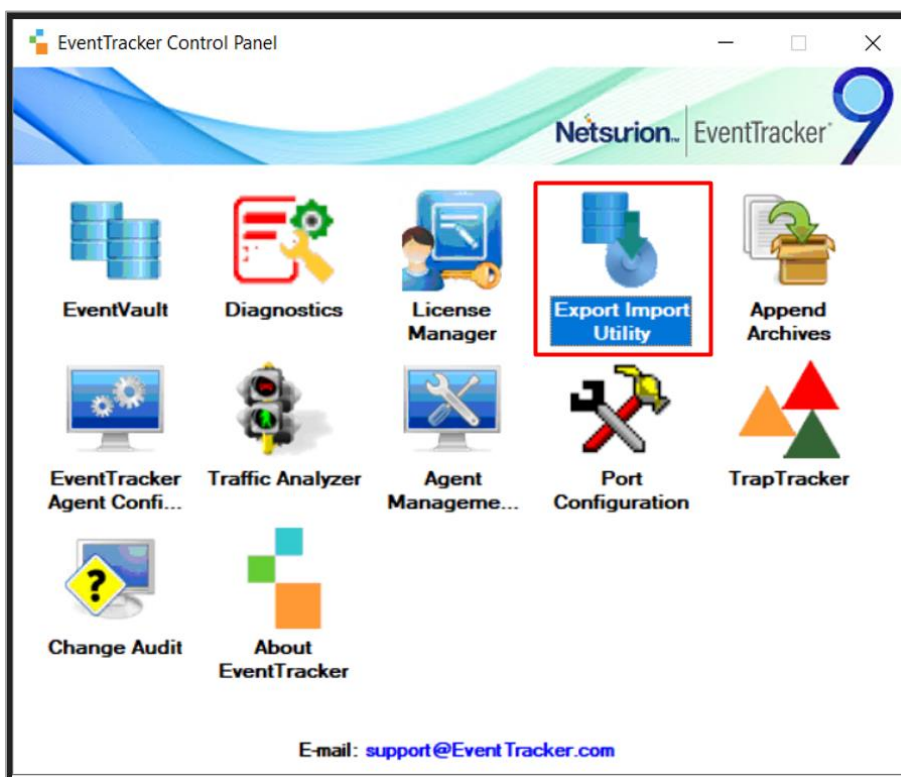 EventTracker Control Panel
Netsurion™ EventTracker 9
EventVault Diagnostics License Manager Export Import Utility Append Archives
EventTracker Agent Confi... Traffic Analyzer Agent Manageme... Port Configuration TrapTracker
Change Audit About EventTracker
E-mail: support@EventTracker.com